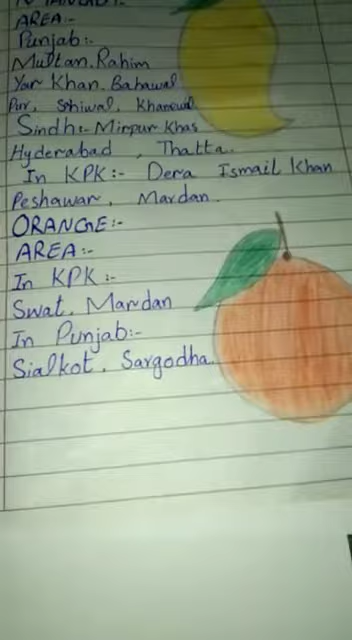 AREA:-
Punjab:-
Multan, Rahim
Yar Khan, Bahawal
Pur, Sahiwal, Khanewal
Sindh:- Mirpur Khas
Hyderabad, Thatta.
In KPK:- Dera Ismail Khan
Peshawar, Mardan.
ORANGE:-
AREA:-
In KPK:-
Swat, Mardan
In Punjab:-
Sialkot, Sargodha.